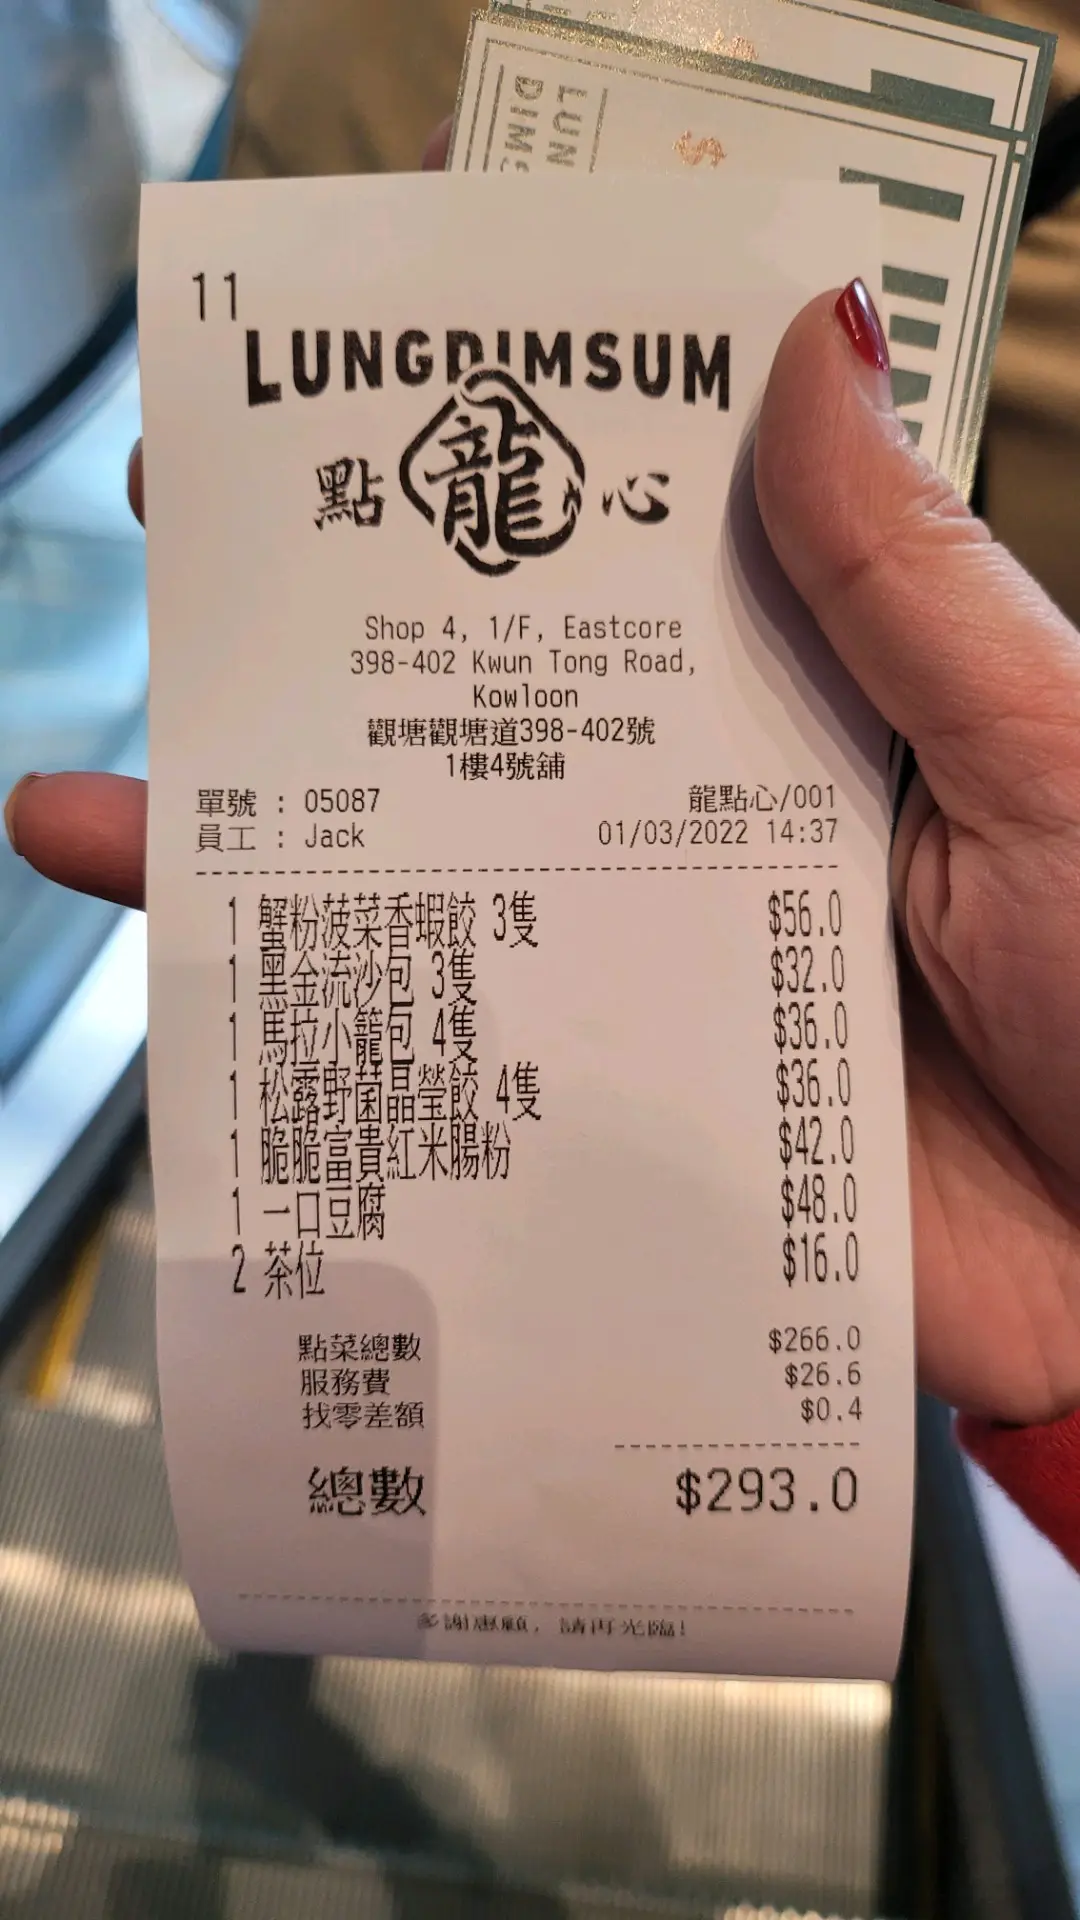 LUN
DIMS
$
11
LUNGDIMSUM
點 龍 心
Shop 4, 1/F, Eastcore
398-402 Kwun Tong Road,
Kowloon
觀塘觀塘道398-402號
1樓4號舖
單號 : 05087 龍點心/001
員工 : Jack 01/03/2022 14:37
1 蟹粉菠菜香蝦餃 3隻 $56.0
1 黑金流沙包 3隻 $32.0
1 馬拉小籠包 4隻 $36.0
1 松露野菌晶瑩餃 4隻 $36.0
1 脆脆富貴紅米腸粉 $42.0
1 一口豆腐 $48.0
2 茶位 $16.0
點菜總數 $266.0
服務費 $26.6
找零差額 $0.4
總數 $293.0
多謝惠顧, 請再光臨!